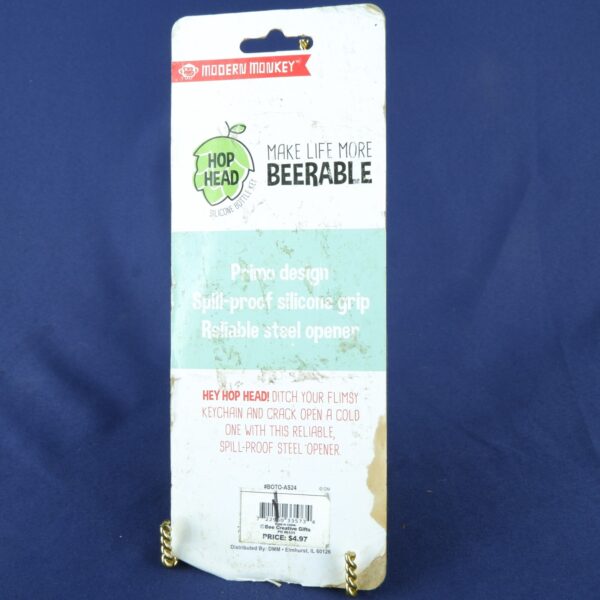 MODERN MONKEY
HOP
HEAD
SILICONE BOTTLE KEY
MAKE LIFE MORE
BEERABLE
Primo design
Spill-proof silicone grip
Reliable steel opener
HEY HOP HEAD! DITCH YOUR FLIMSY
KEYCHAIN AND CRACK OPEN A COLD
ONE WITH THIS RELIABLE,
SPILL-PROOF STEEL OPENER.
#BOTO-AS24
Bee Creative Gifts
PRICE: $4.97
Distributed By: DMM • Elmhurst, IL 60126